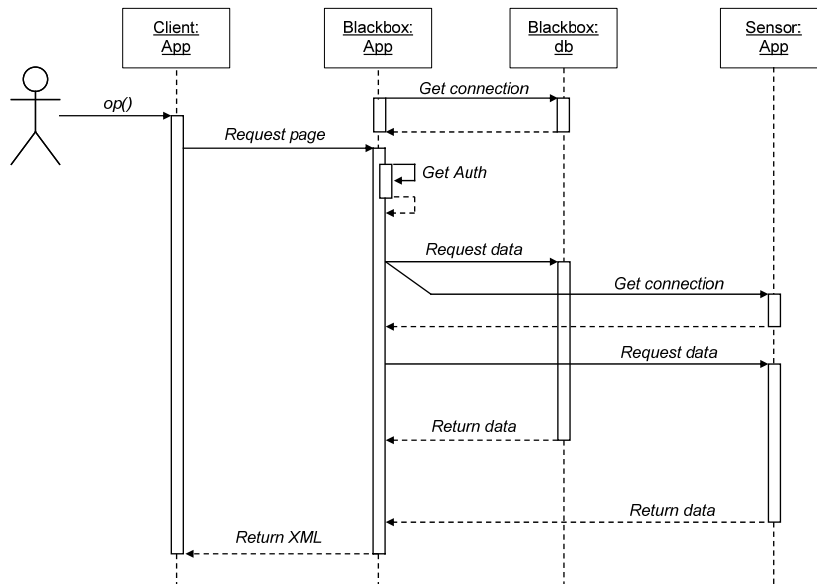 Client:
App
Blackbox:
App
Blackbox:
db
Sensor:
App
Get connection
op()
Request page
Get Auth
Request data
Get connection
Request data
Return data
Return data
Return XML